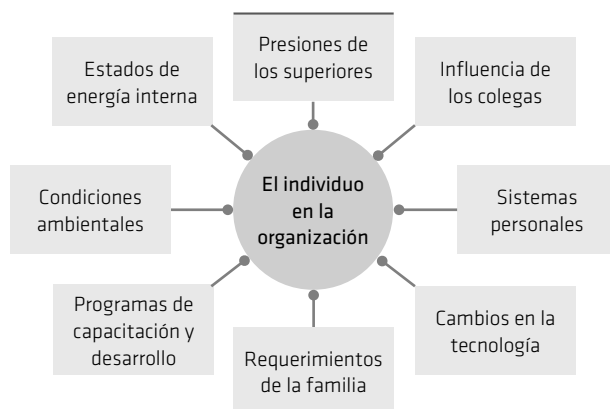 Presiones de
los superiores
Estados de
energía interna
Influencia de
los colegas
El individuo
en la
organización
Condiciones
ambientales
Sistemas
personales
Programas de
capacitación y
desarrollo
Cambios en la
tecnología
Requerimientos
de la familia